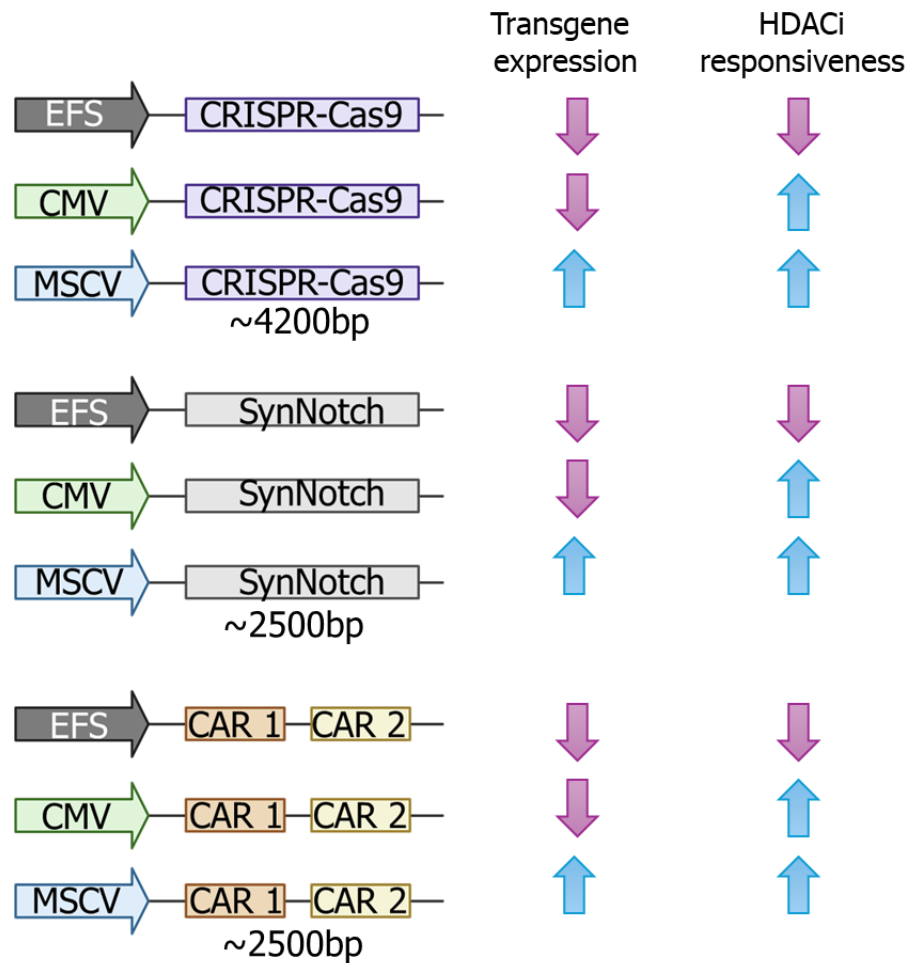 Transgene expression
HDACi responsiveness
EFS CRISPR-Cas9
CMV CRISPR-Cas9
MSCV CRISPR-Cas9
~4200bp
EFS SynNotch
CMV SynNotch
MSCV SynNotch
~2500bp
EFS CAR 1 CAR 2
CMV CAR 1 CAR 2
MSCV CAR 1 CAR 2
~2500bp